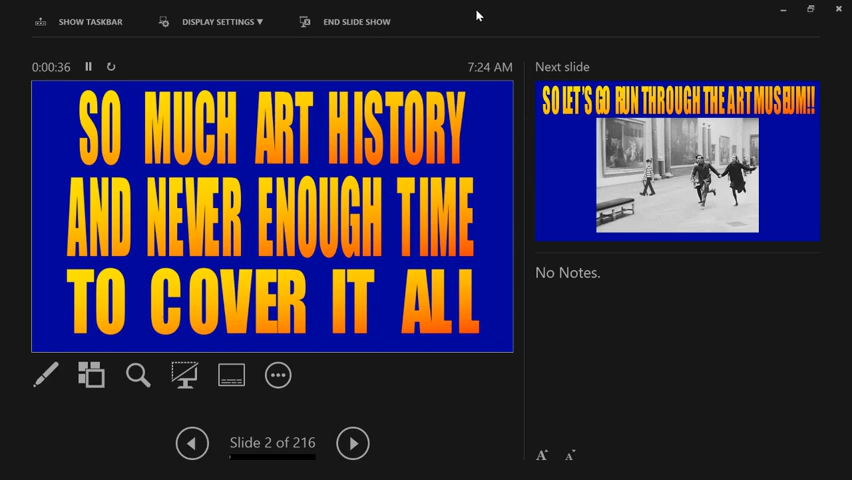 SHOW TASKBAR
DISPLAY SETTINGS ▼
END SLIDE SHOW
0:00:36
7:24 AM
SO MUCH ART HISTORY
AND NEVER ENOUGH TIME
TO COVER IT ALL
Slide 2 of 216
Next slide
SO LET'S GO RUN THROUGH THE ART MUSEUM!!
No Notes.
A A